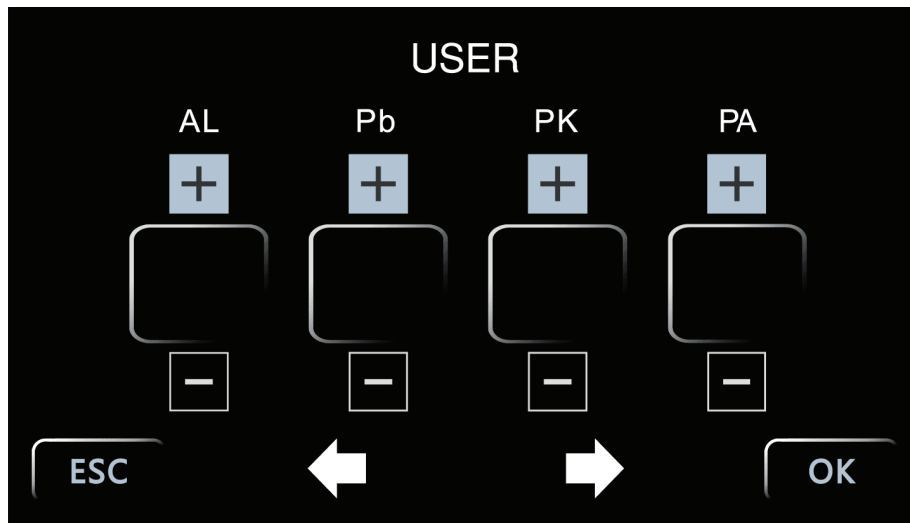 USER
AL Pb PK PA
+ + + +
- - - -
ESC OK